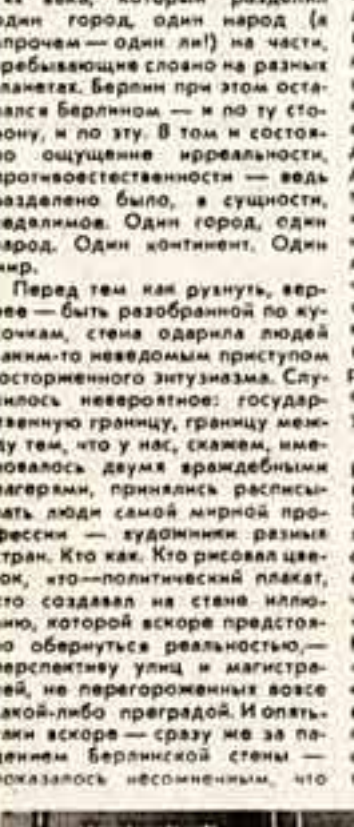 один город, один народ (а
впрочем — один ли!) на части,
пребывающие словно на разных
планетах. Берлин при этом оста-
вался Берлином — и по ту сто-
рону, и по эту. В том и состоя-
ло ощущение ирреальности,
противоестественности — ведь
разделено было, в сущности,
неделимое. Один город, один
народ. Один континент. Один
мир.
Перед тем как рухнуть, вер-
нее — быть разобранной по ку-
сочкам, стена одарила людей
каким-то неведомым приступом
восторженного энтузиазма. Слу-
чилось невероятное: государ-
ственную границу, границу меж-
ду тем, что у нас, скажем, име-
новалось двумя враждебными
лагерями, принялись расписы-
вать люди самой мирной про-
фессии — художники разных
стран. Кто как. Кто рисовал цве-
ток, кто—политический плакат,
кто создавал на стене иллю-
зию, которой вскоре предстоя-
ло обернуться реальностью,—
перспективу улиц и магистра-
лей, не перегороженных вовсе
какой-либо преградой. И опять-
таки вскоре — сразу же за па-
дением Берлинской стены —
оказалось несомненным, что